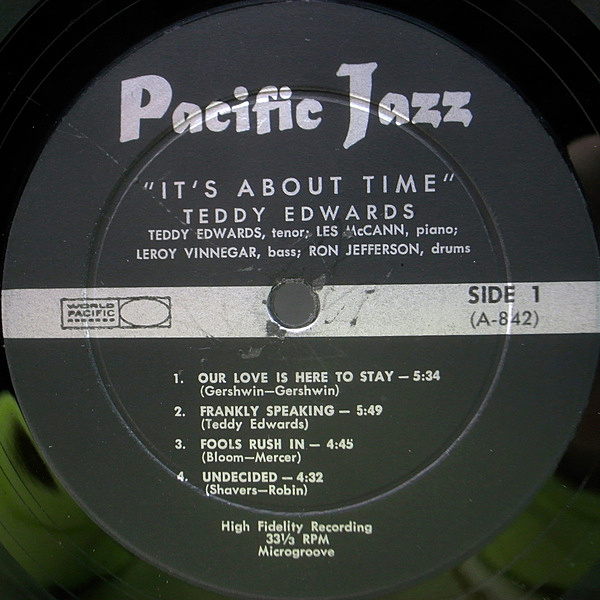 Pacific Jazz
"IT'S ABOUT TIME"
TEDDY EDWARDS
TEDDY EDWARDS, tenor; LES McCANN, piano;
LEROY VINNEGAR, bass; RON JEFFERSON, drums
WORLD
PACIFIC
RECORDS
SIDE 1
(A-842)
1. OUR LOVE IS HERE TO STAY — 5:34
(Gershwin—Gershwin)
2. FRANKLY SPEAKING — 5:49
(Teddy Edwards)
3. FOOLS RUSH IN — 4:45
(Bloom—Mercer)
4. UNDECIDED — 4:32
(Shavers—Robin)
High Fidelity Recording
33⅓ RPM
Microgroove